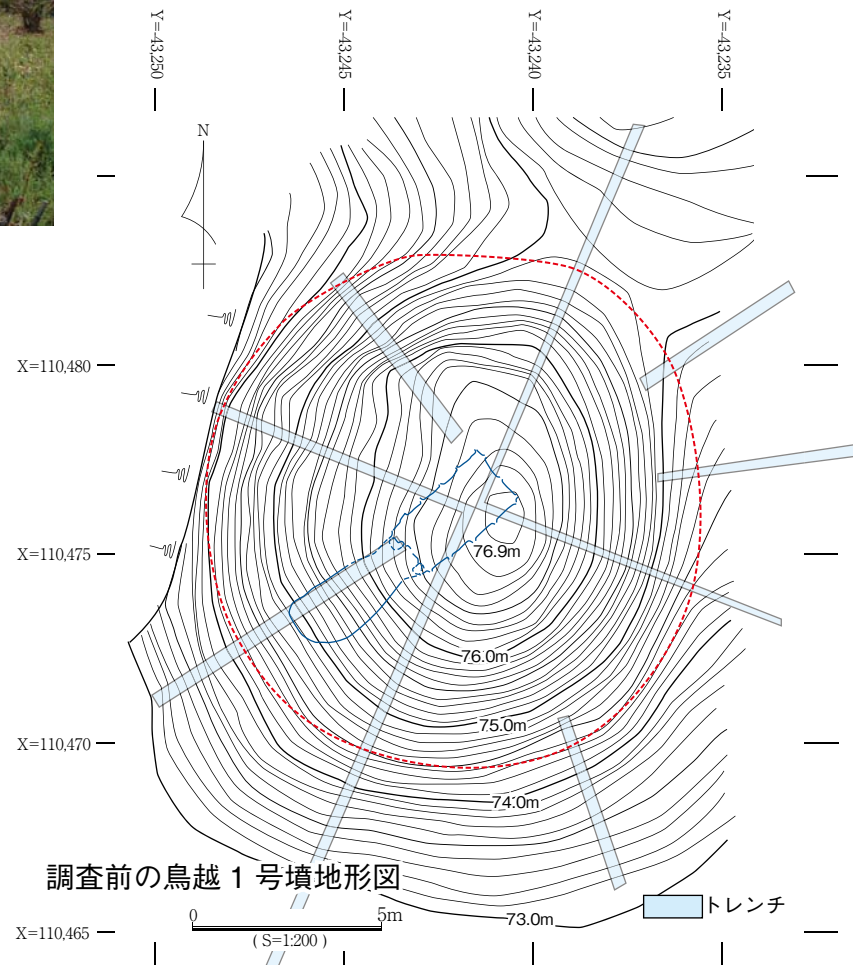 Y=-43,250
Y=-43,245
Y=-43,240
Y=-43,235
N
X=110,480
X=110,475
76.9m
76.0m
75.0m
X=110,470
74.0m
調査前の鳥越 1 号墳地形図
トレンチ
0 5m
73.0m
X=110,465
( S=1:200 )